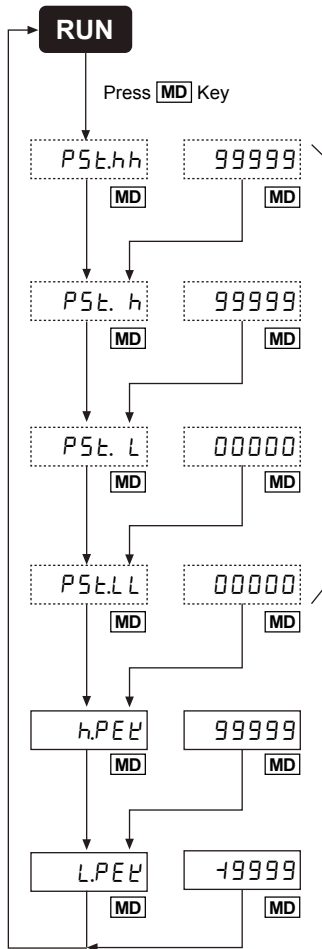 RUN
Press MD Key
PSt.hh 99999
MD MD
PSt. h 99999
MD MD
PSt. L 00000
MD MD
PSt.LL 00000
MD MD
h.PEK 99999
MD MD
L.PEK -19999
MD MD